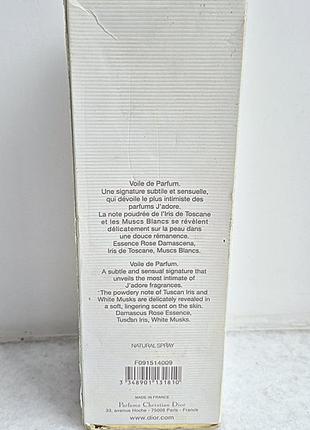 Voile de Parfum.
Une signature subtile et sensuelle,
qui dévoile le plus intimiste des
parfums J'adore.
La note poudrée de l'Iris de Toscane
et les Muscs Blancs se révèlent
délicatement sur la peau dans
une douce rémanence.
Essence Rose Damascena,
Iris de Toscane, Muscs Blancs.
Voile de Parfum.
A subtle and sensual signature that
unveils the most intimate of
J'adore fragrances.
The powdery note of Tuscan Iris and
White Musks are delicately revealed in
a soft, lingering scent on the skin.
Damascus Rose Essence,
Tuscan Iris, White Musks.
NATURAL SPRAY
F091514009
3 348901 131810
MADE IN FRANCE
Parfums Christian Dior
33, avenue Hoche - 75008 Paris - France
www.dior.com